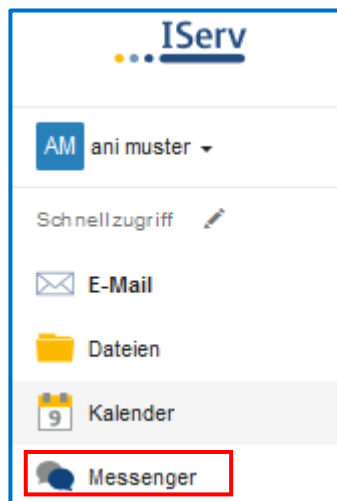 IServ
AM ani muster
Schnellzugriff
E-Mail
Dateien
9 Kalender
Messenger